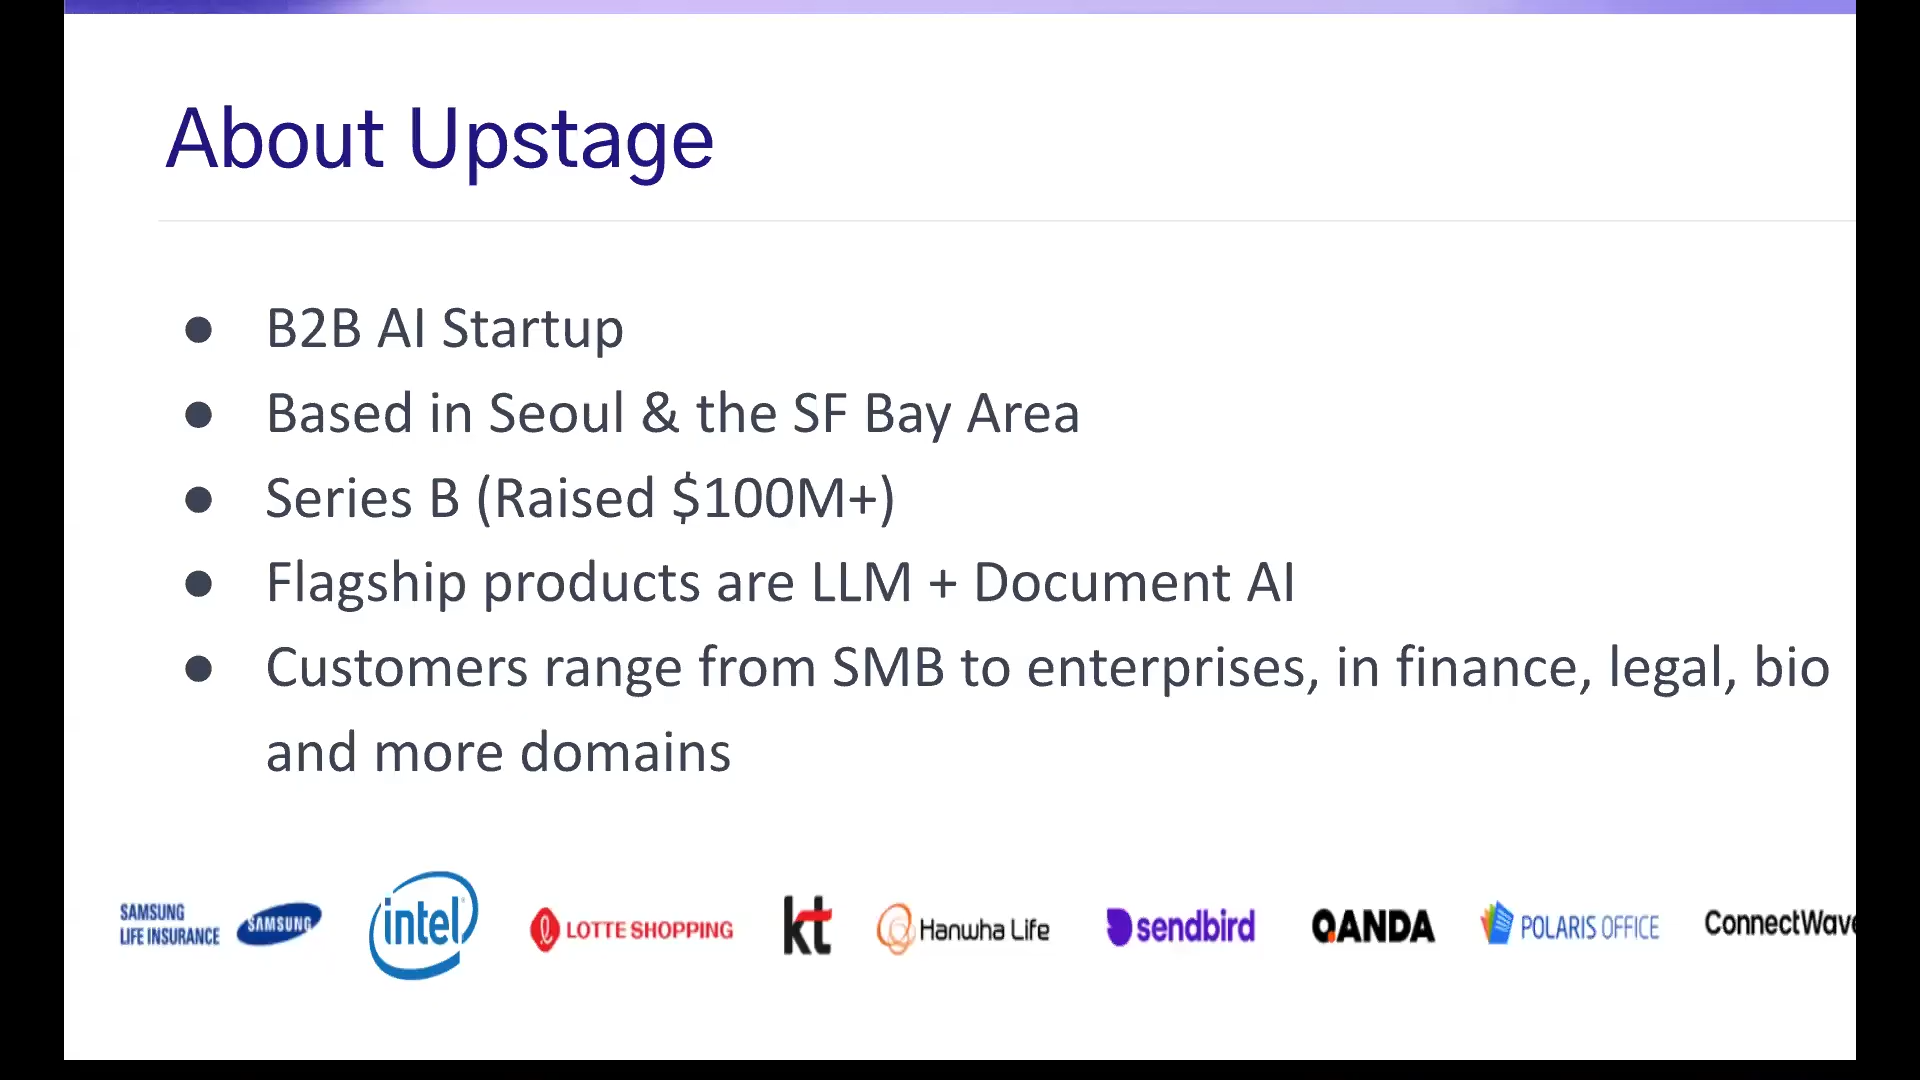 About Upstage
● B2B AI Startup
● Based in Seoul & the SF Bay Area
● Series B (Raised $100M+)
● Flagship products are LLM + Document AI
● Customers range from SMB to enterprises, in finance, legal, bio
and more domains
SAMSUNG
LIFE INSURANCE
SAMSUNG
intel
LOTTE SHOPPING
kt
Hanwha Life
sendbird
QANDA
POLARIS OFFICE
ConnectWave